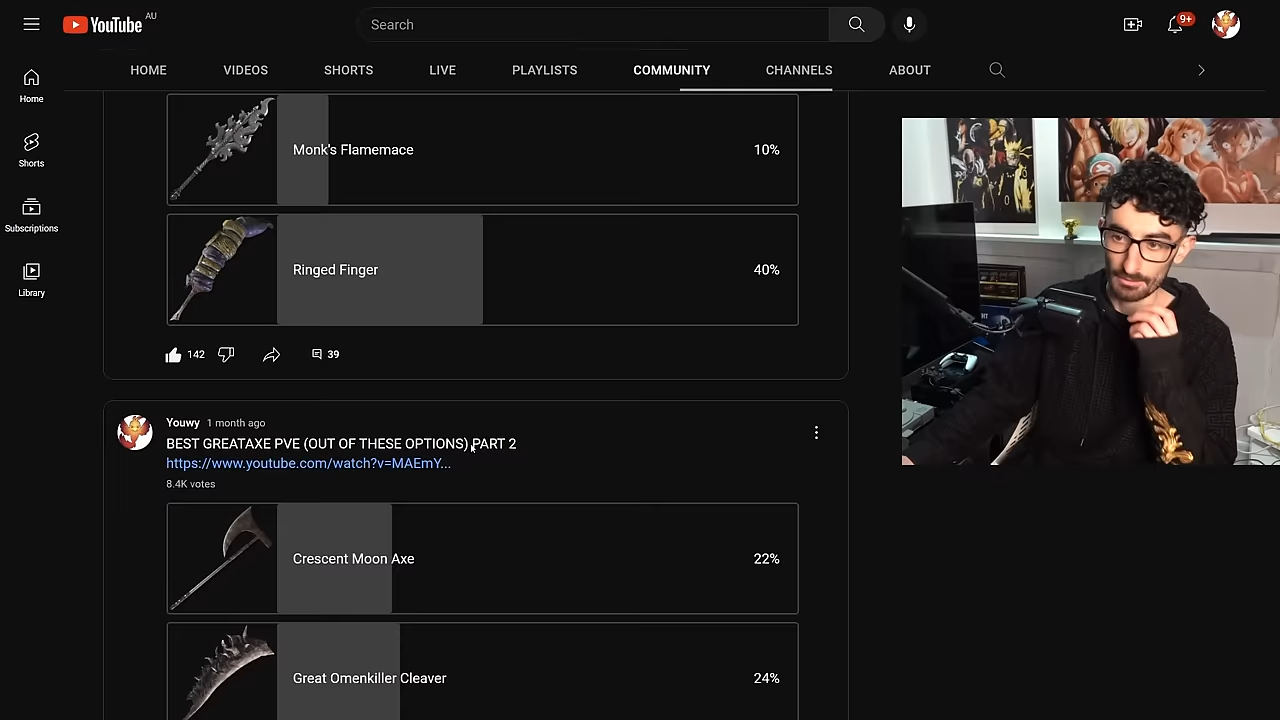 YouTube AU
Search
9+
HOME VIDEOS SHORTS LIVE PLAYLISTS COMMUNITY CHANNELS ABOUT
Home
Shorts
Subscriptions
Library
Monk's Flamemace 10%
Ringed Finger 40%
142 39
Youwy 1 month ago
BEST GREATAXE PVE (OUT OF THESE OPTIONS) PART 2
https://www.youtube.com/watch?v=MAEmY...
8.4K votes
Crescent Moon Axe 22%
Great Omenkiller Cleaver 24%